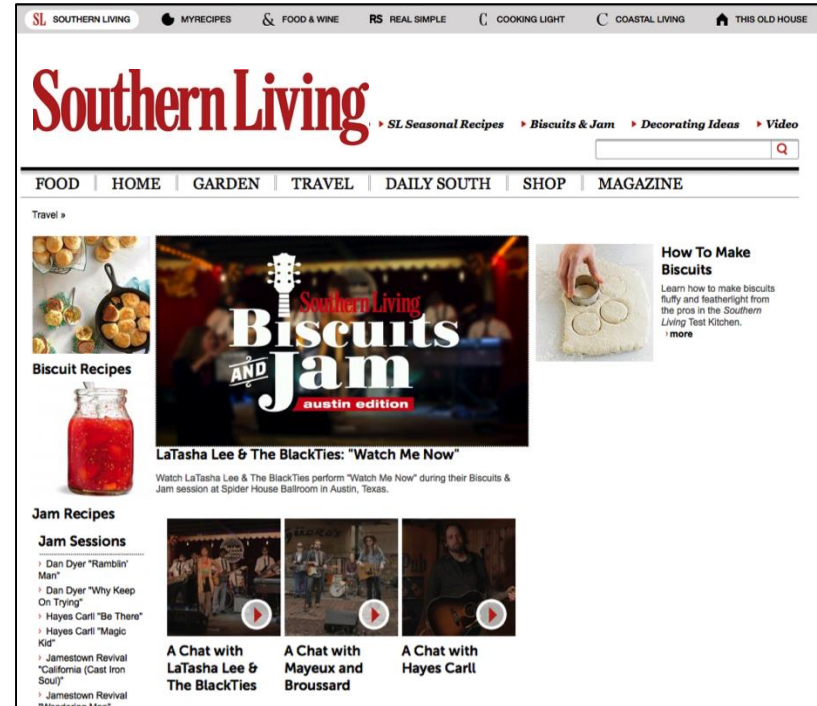 SL SOUTHERN LIVING
MYRECIPES
& FOOD & WINE
RS REAL SIMPLE
C COOKING LIGHT
C COASTAL LIVING
THIS OLD HOUSE
Southern Living
SL Seasonal Recipes
Biscuits & Jam
Decorating Ideas
Video
FOOD
HOME
GARDEN
TRAVEL
DAILY SOUTH
SHOP
MAGAZINE
Travel »
Biscuit Recipes
Jam Recipes
Jam Sessions
Dan Dyer "Ramblin'
Man"
Dan Dyer "Why Keep
On Trying"
Hayes Carll "Be There"
Hayes Carll "Magic
Kid"
Jamestown Revival
"California (Cast Iron
Soul)"
Jamestown Revival
Southern Living
Biscuits
AND
Jam
austin edition
LaTasha Lee & The BlackTies: "Watch Me Now"
Watch LaTasha Lee & The BlackTies perform "Watch Me Now" during their Biscuits &
Jam session at Spider House Ballroom in Austin, Texas.
A Chat with
LaTasha Lee &
The BlackTies
A Chat with
Mayeux and
Broussard
A Chat with
Hayes Carll
How To Make
Biscuits
Learn how to make biscuits
fluffy and featherlight from
the pros in the Southern
Living Test Kitchen.
› more